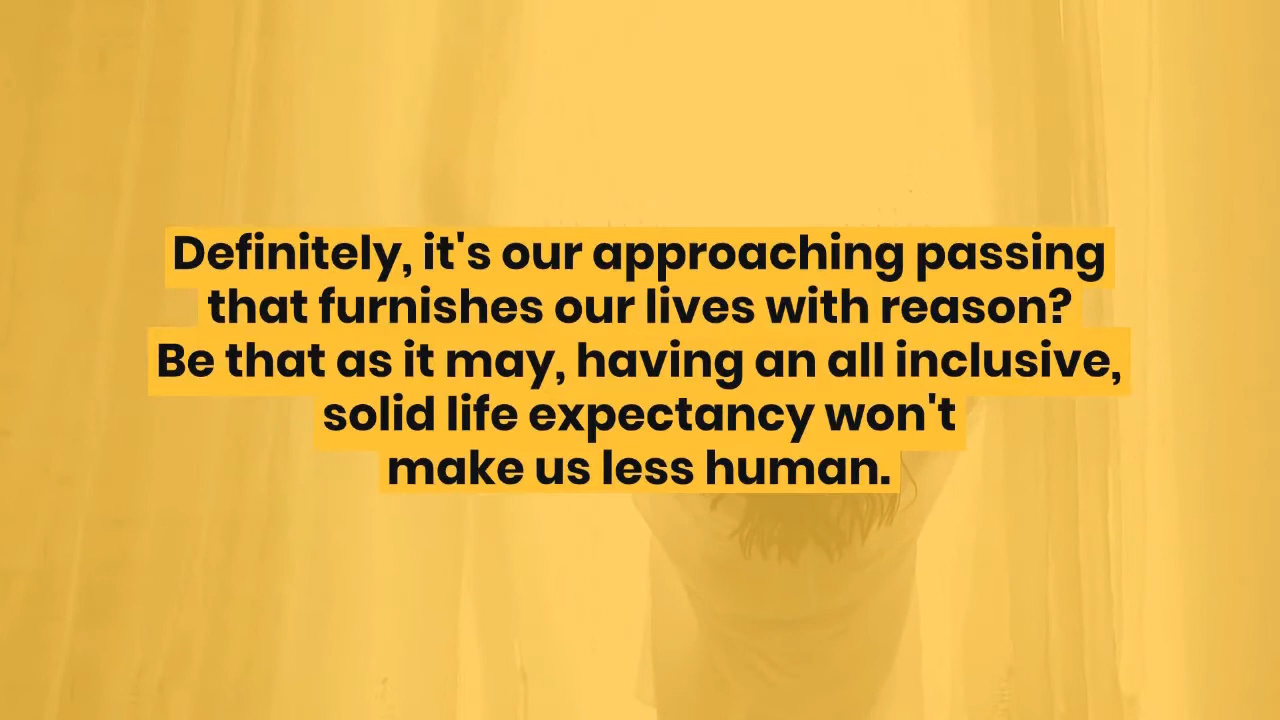 Definitely, it's our approaching passing
that furnishes our lives with reason?
Be that as it may, having an all inclusive,
solid life expectancy won't
make us less human.